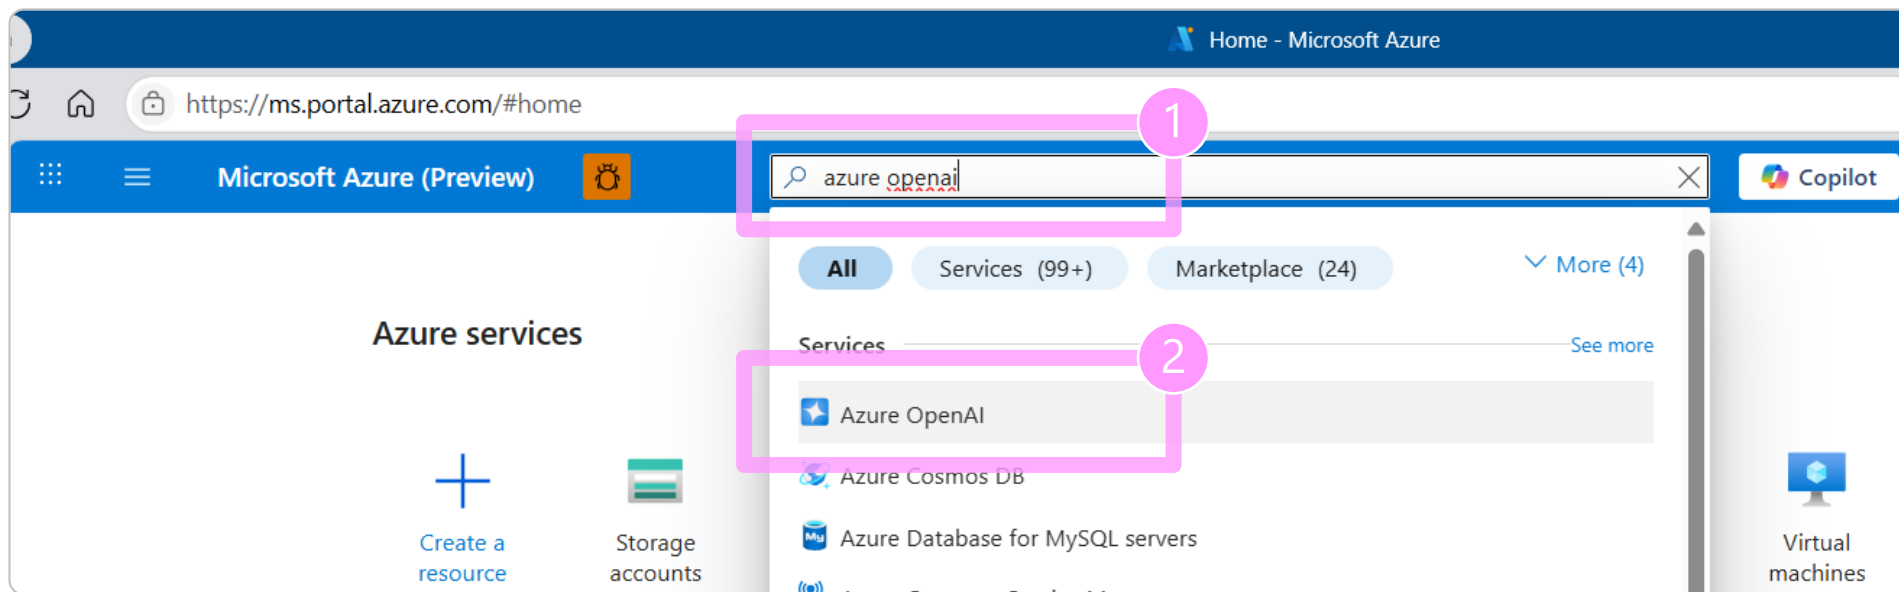 Home - Microsoft Azure
https://ms.portal.azure.com/#home
1
Microsoft Azure (Preview)
azure openai
Copilot
All
Services (99+)
Marketplace (24)
More (4)
Azure services
Services
See more
2
Azure OpenAI
Azure Cosmos DB
Azure Database for MySQL servers
Create a
resource
Storage
accounts
Virtual
machines